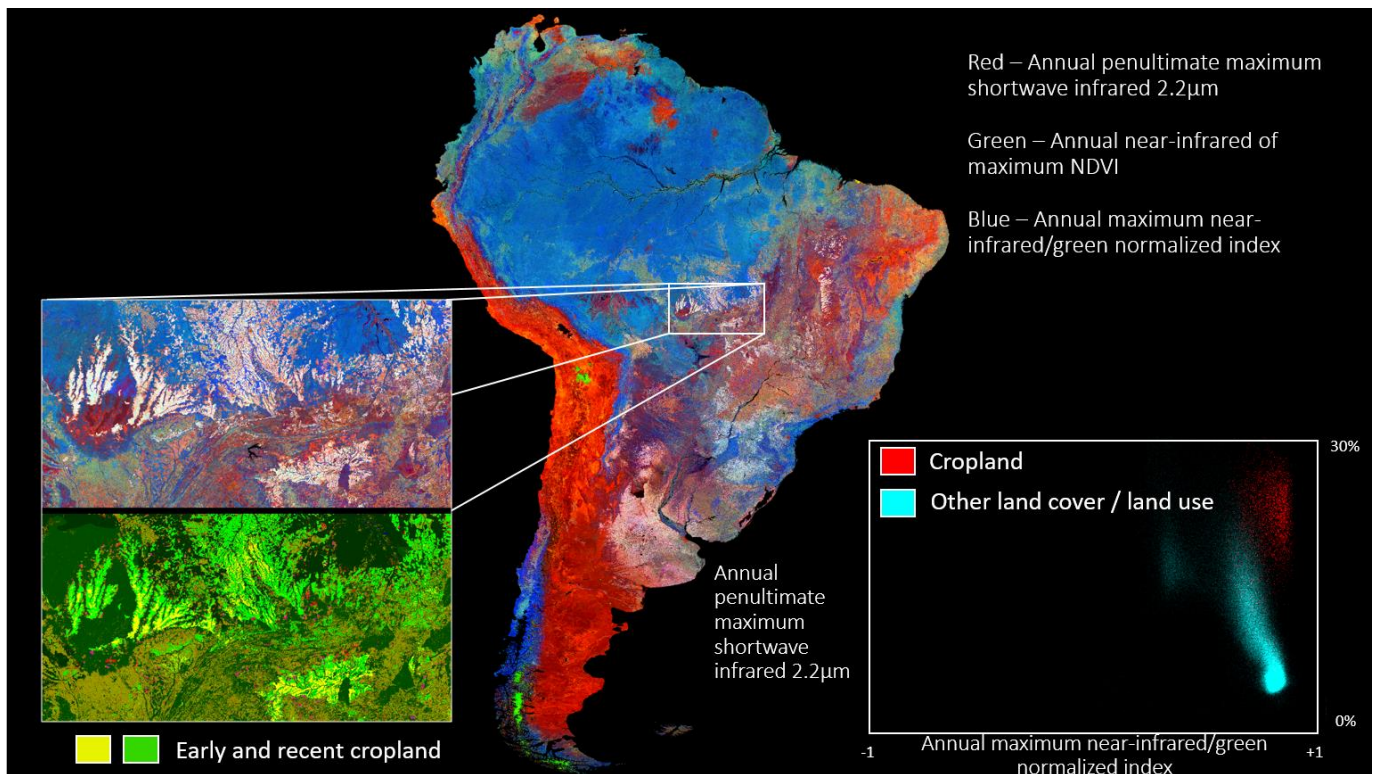 Red – Annual penultimate maximum
shortwave infrared 2.2µm
Green – Annual near-infrared of
maximum NDVI
Blue – Annual maximum near-
infrared/green normalized index
Cropland
Other land cover / land use
30%
0%
-1
+1
Annual maximum near-infrared/green
normalized index
Annual
penultimate
maximum
shortwave
infrared 2.2µm
Early and recent cropland